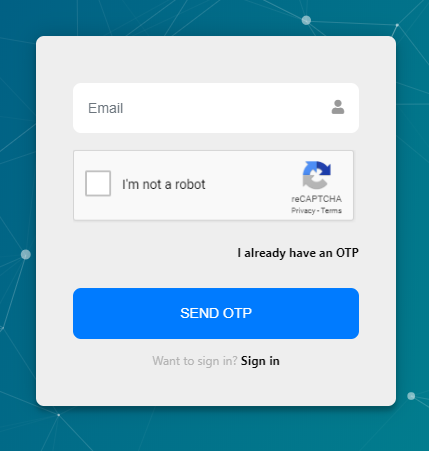 Email
I'm not a robot
reCAPTCHA
Privacy - Terms
I already have an OTP
SEND OTP
Want to sign in? Sign in